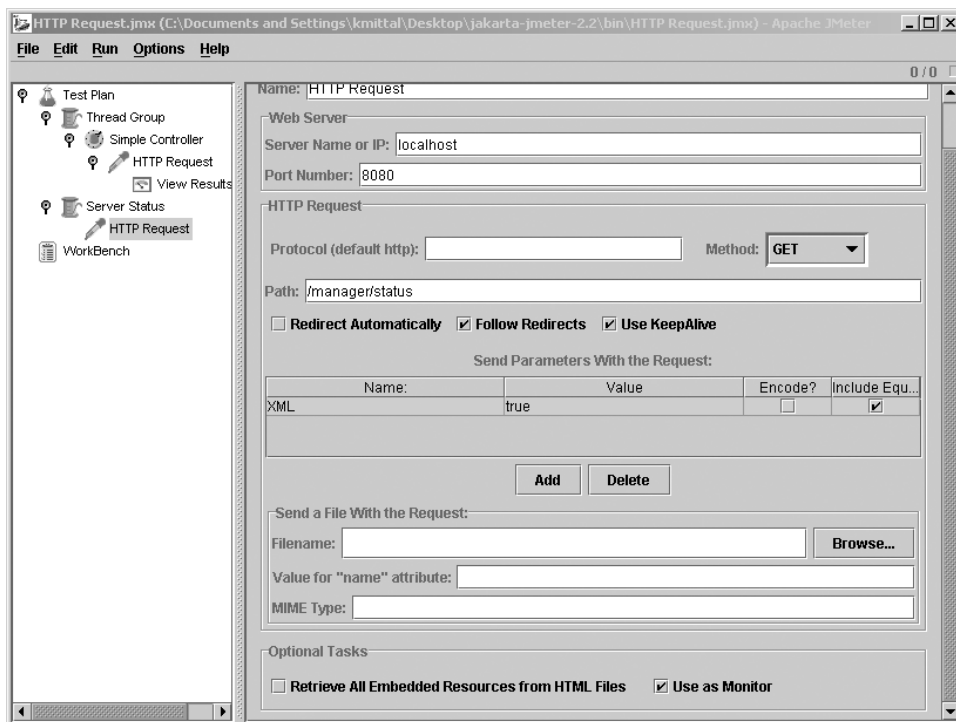 HTTP Request.jmx (C:\Documents and Settings\kmittal\Desktop\jakarta-jmeter-2.2\bin\HTTP Request.jmx) - Apache JMeter
File Edit Run Options Help
0 / 0
Test Plan
Thread Group
Simple Controller
HTTP Request
View Results
Server Status
HTTP Request
WorkBench
Name: HTTP Request
Web Server
Server Name or IP: localhost
Port Number: 8080
HTTP Request
Protocol (default http): Method: GET
Path: /manager/status
Redirect Automatically Follow Redirects Use KeepAlive
Send Parameters With the Request:
Name: Value Encode? Include Equ...
XML true
Add Delete
Send a File With the Request:
Filename: Browse...
Value for "name" attribute:
MIME Type:
Optional Tasks
Retrieve All Embedded Resources from HTML Files Use as Monitor